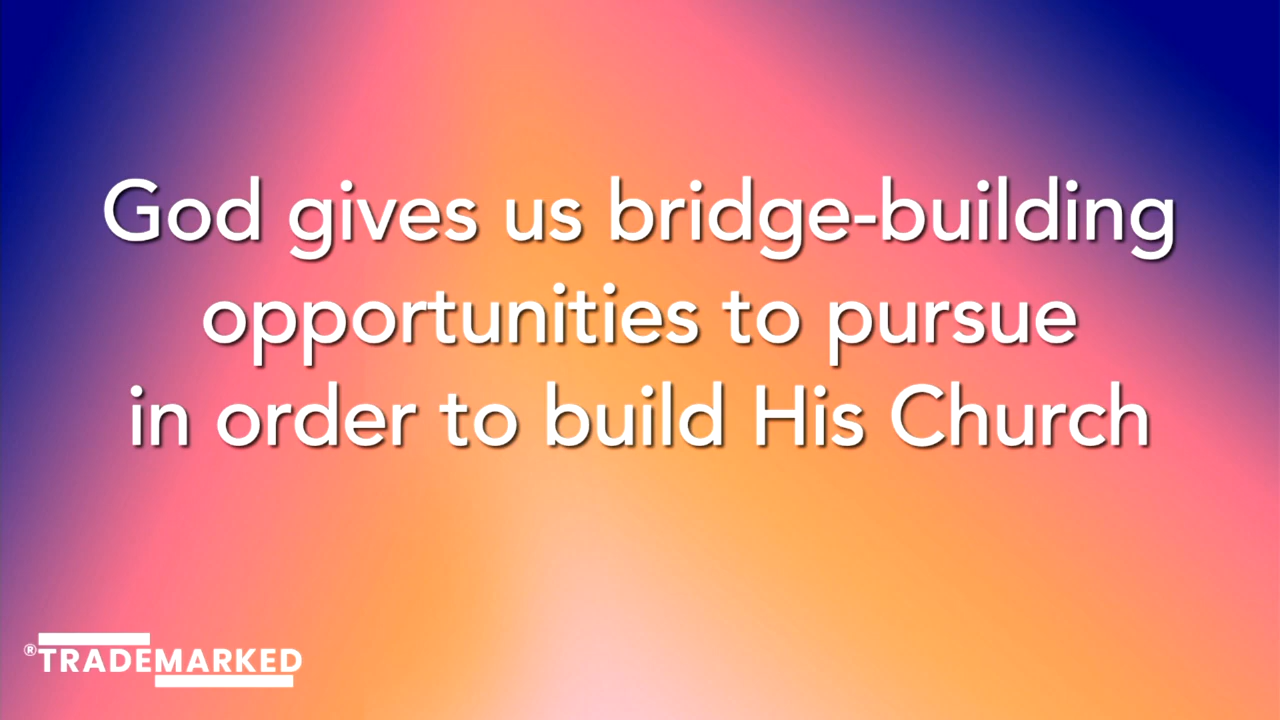 God gives us bridge-building
opportunities to pursue
in order to build His Church
®TRADEMARKED